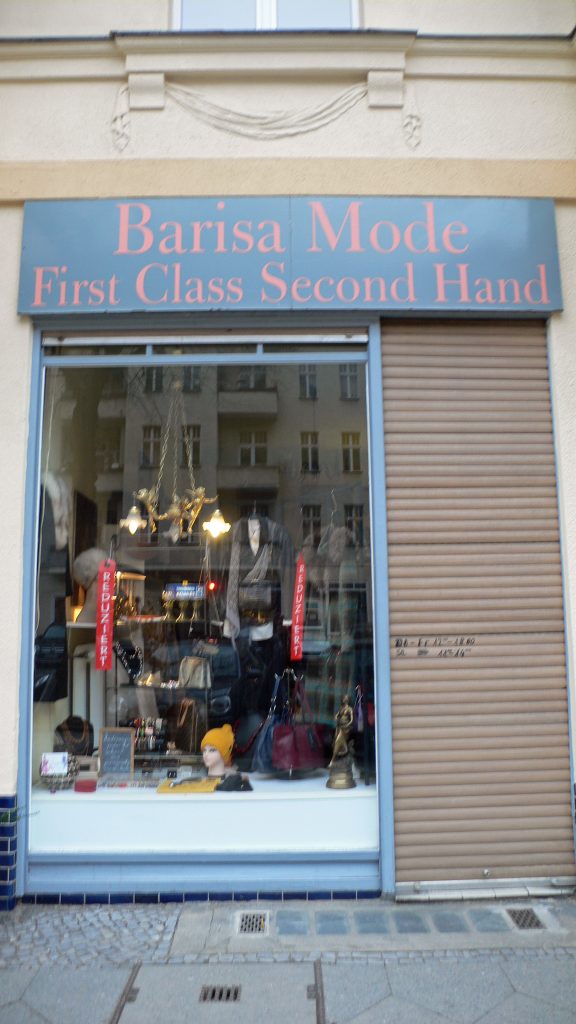 Barisa Mode
First Class Second Hand
REDUZIERT
REDUZIERT